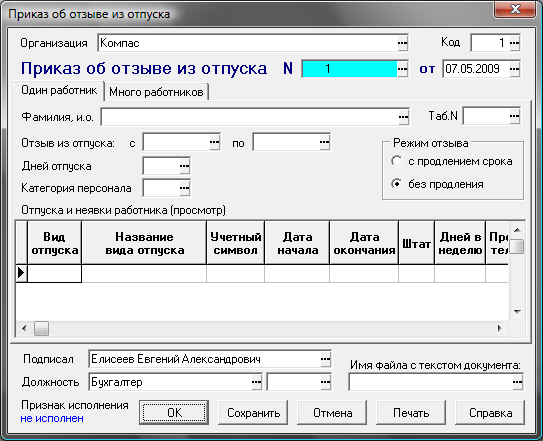 Приказ об отзыве из отпуска
Организация Компас ... Код 1 ...
Приказ об отзыве из отпуска N 1 ... от 07.05.2009 ...
Один работник Много работников
Фамилия, и.о. ... Таб.N ...
Отзыв из отпуска: с ... по ... Режим отзыва
Дней отпуска ... с продлением срока
Категория персонала ... без продления
Отпуска и неявки работника (просмотр)
Вид отпуска Название вида отпуска Учетный символ Дата начала Дата окончания Штат Дней в неделю Про тел
Подписал Елисеев Евгений Александрович ... Имя Файла с текстом документа:
Должность Бухгалтер ... ... ...
Признак исполнения
не исполнен OK Сохранить Отмена Печать Справка